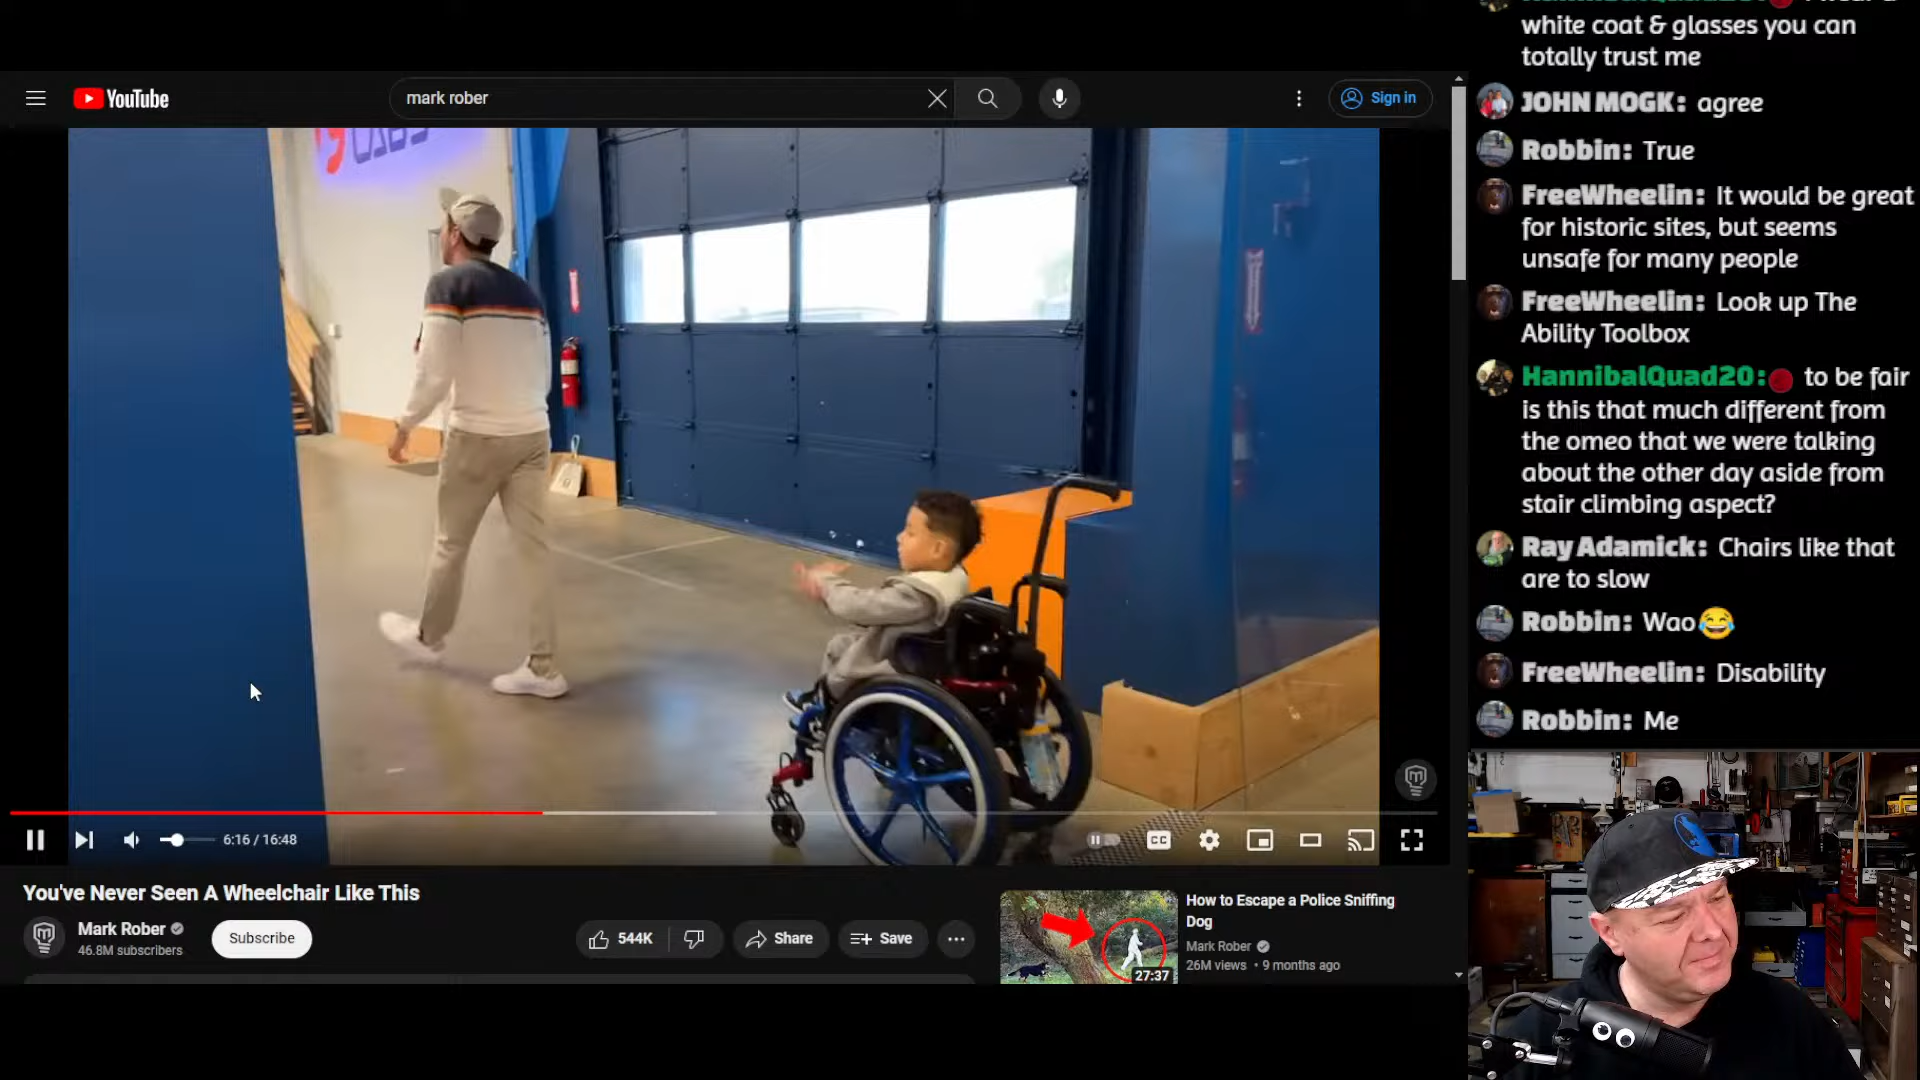 YouTube
mark rober
Sign in
LABS
6:16 / 16:48
CC
You've Never Seen A Wheelchair Like This
Mark Rober
46.8M subscribers
Subscribe
544K
Share
Save
How to Escape a Police Sniffing
Dog
Mark Rober
26M views • 9 months ago
27:37
white coat & glasses you can
totally trust me
JOHN MOGK: agree
Robbin: True
FreeWheelin: It would be great
for historic sites, but seems
unsafe for many people
FreeWheelin: Look up The
Ability Toolbox
HannibalQuad20: to be fair
is this that much different from
the omeo that we were talking
about the other day aside from
stair climbing aspect?
Ray Adamick: Chairs like that
are to slow
Robbin: Wao😂
FreeWheelin: Disability
Robbin: Me